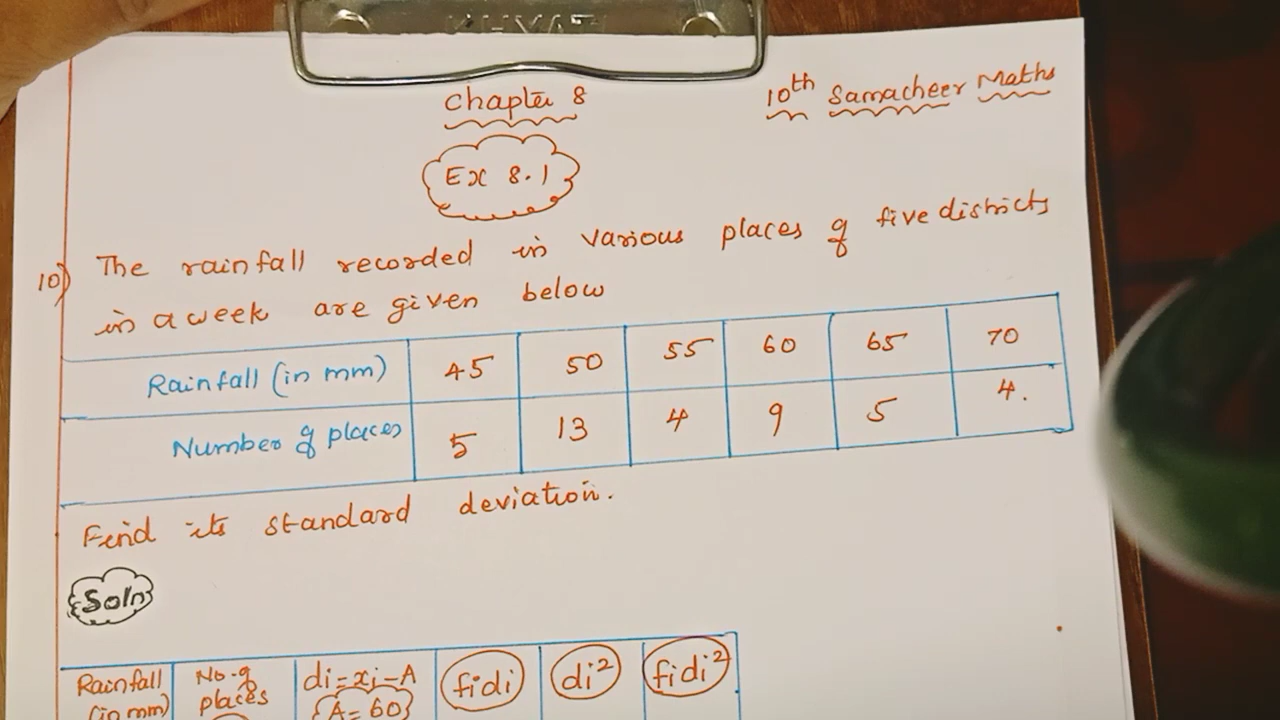 KHYATI
Chapter 8
10th Samacheer Maths
Ex 8.1
10) The rainfall recorded in various places of five districts
in a week are given below
Rainfall (in mm) 45 50 55 60 65 70
Number of places 5 13 4 9 5 4.
Find its standard deviation.
Soln
Rainfall (in mm) No. of places di = xi - A A = 60 fidi di² fidi²